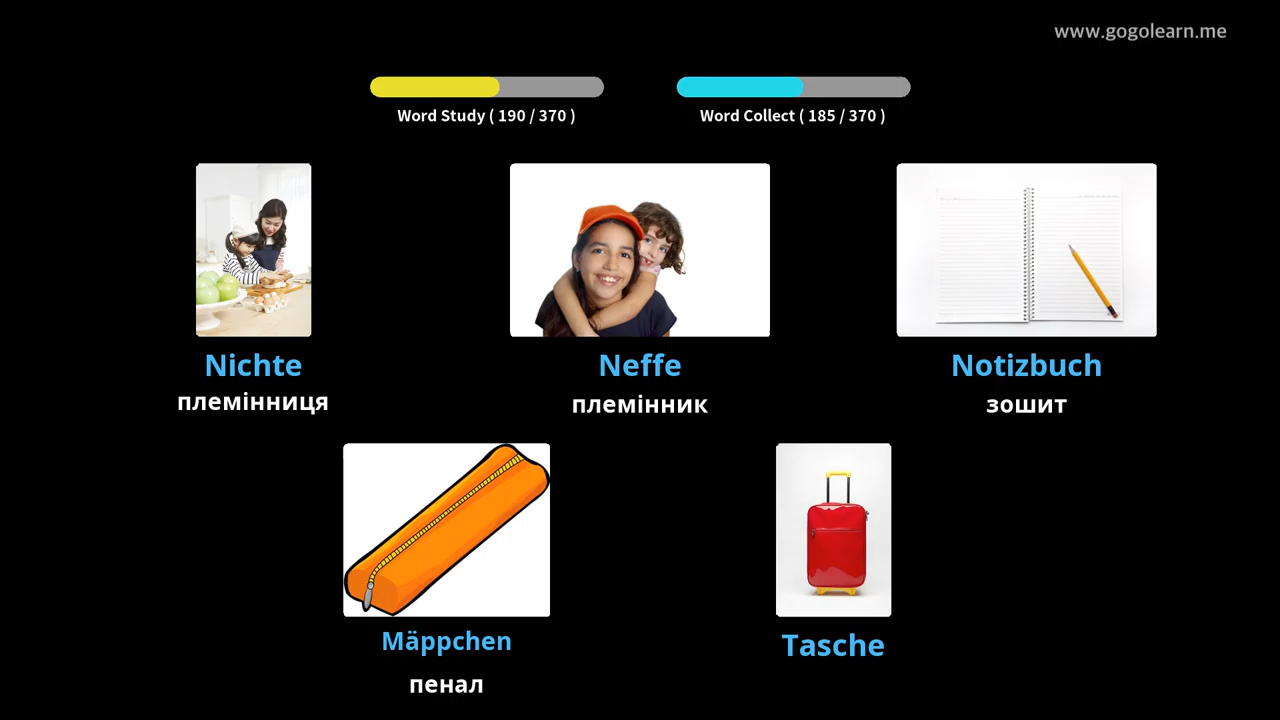 www.gogolearn.me
Word Study ( 190 / 370 )
Word Collect ( 185 / 370 )
Nichte
племінниця
Neffe
племінник
Notizbuch
зошит
Mäppchen
пенал
Tasche